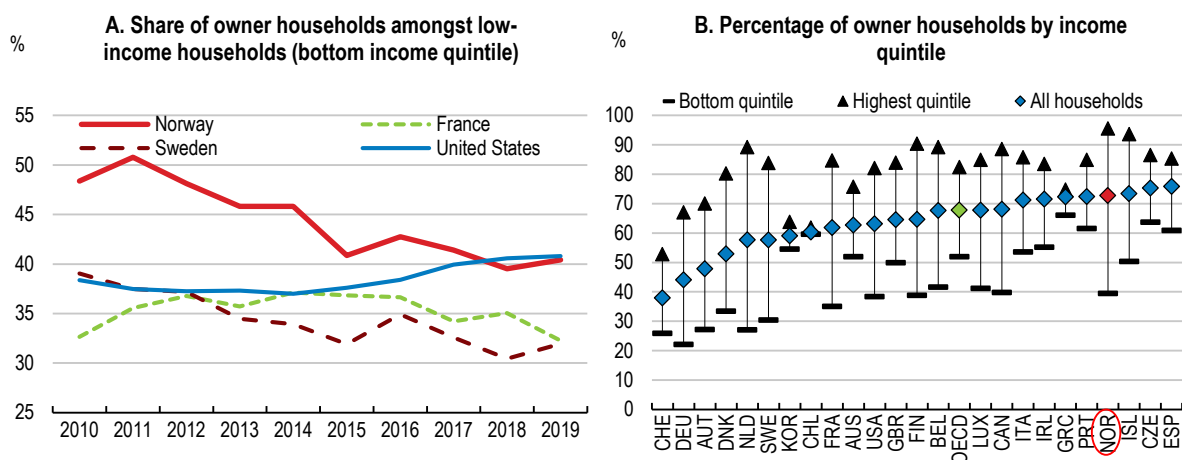 A. Share of owner households amongst low-
income households (bottom income quintile)
%
55
50
45
40
35
30
25
Norway
France
Sweden
United States
2010 2011 2012 2013 2014 2015 2016 2017 2018 2019
B. Percentage of owner households by income
quintile
%
Bottom quintile
Highest quintile
All households
100
90
80
70
60
50
40
30
20
10
0
CHE
DEU
AUT
DNK
NLD
SWE
KOR
CHL
FRA
AUS
USA
GBR
FIN
BEL
OECD
LUX
CAN
ITA
IRL
GRC
PRT
NOR
ISL
CZE
ESP